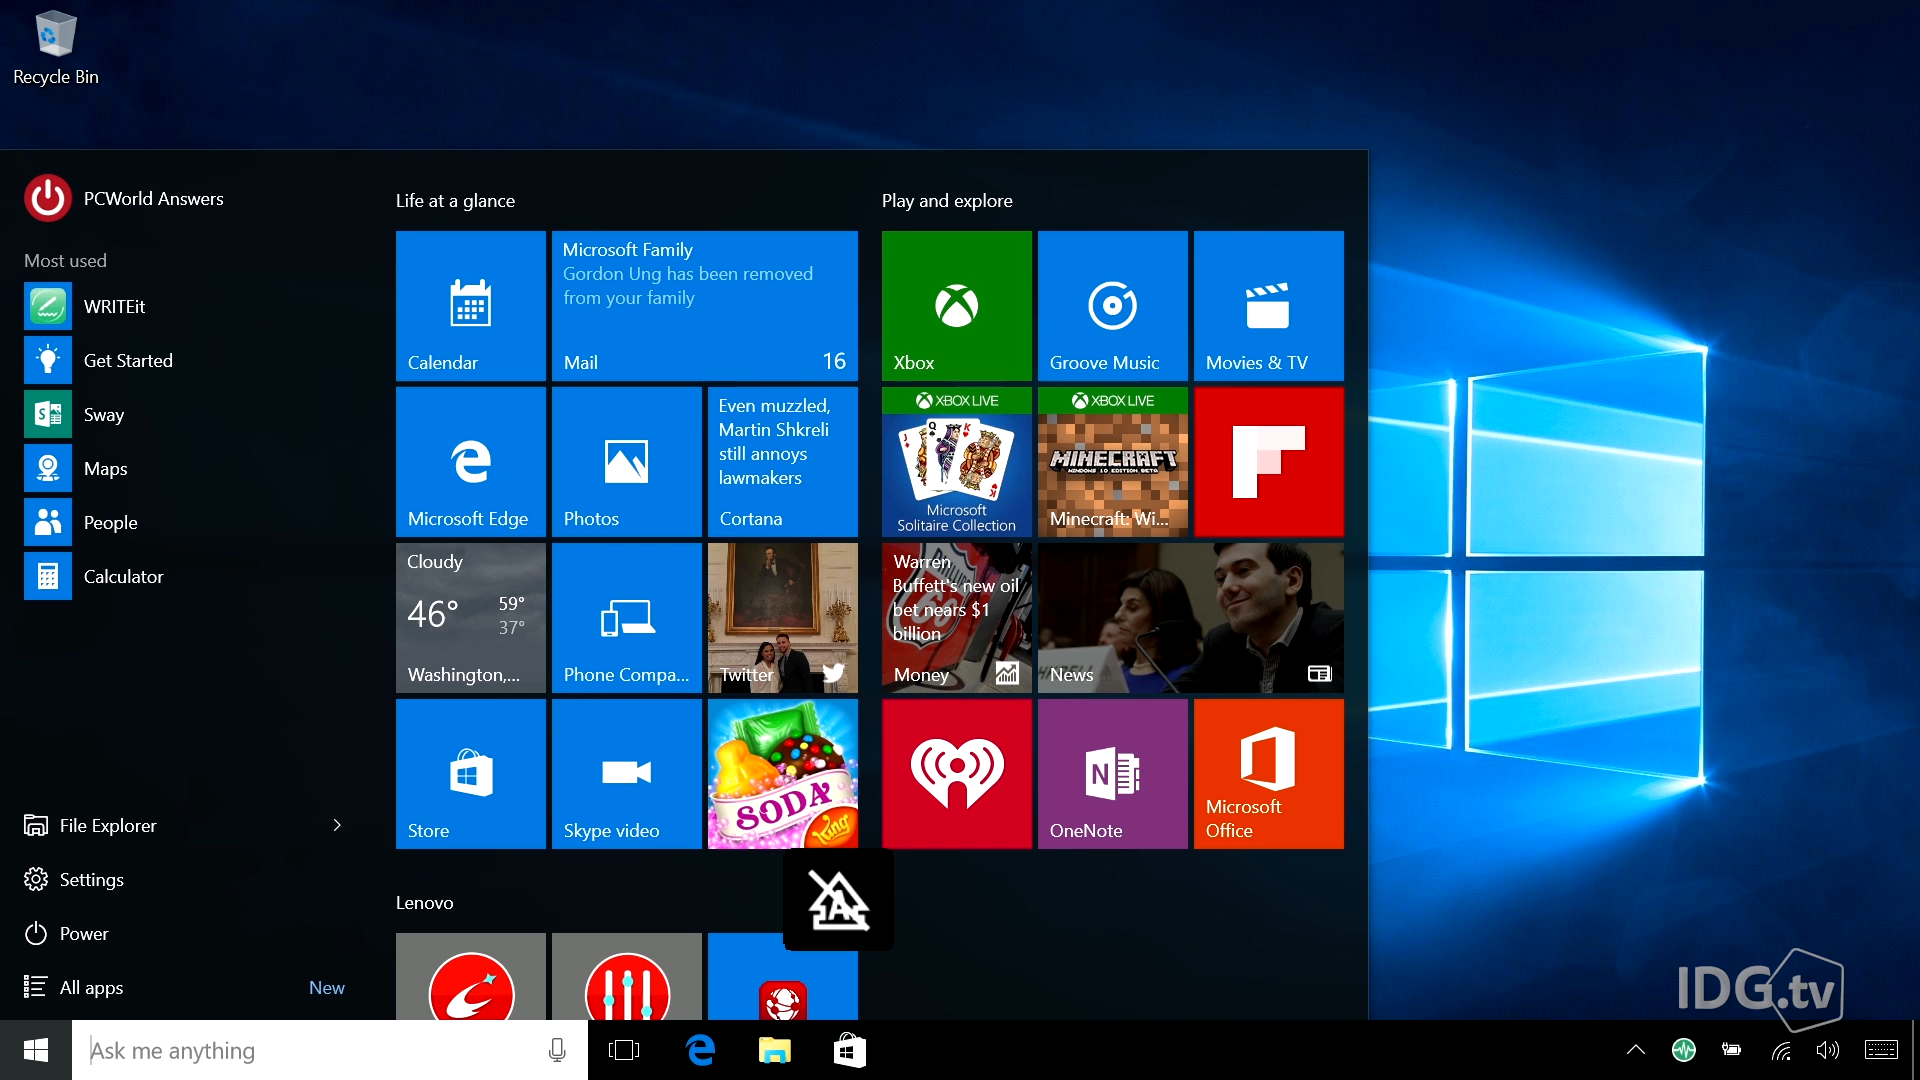 Recycle Bin
PCWorld Answers
Most used
WRITEit
Get Started
Sway
Maps
People
Calculator
File Explorer
Settings
Power
All apps
New
Life at a glance
Calendar
Microsoft Family
Gordon Ung has been removed
from your family
Mail
16
Microsoft Edge
Photos
Even muzzled,
Martin Shkreli
still annoys
lawmakers
Cortana
Cloudy
46°
59°
37°
Washington,...
Phone Compa...
Twitter
Store
Skype video
SODA
King
Play and explore
Xbox
Groove Music
Movies & TV
XBOX LIVE
Microsoft
Solitaire Collection
XBOX LIVE
MINECRAFT
WINDOWS 10 EDITION BETA
Minecraft: Wi...
Warren
Buffett's new oil
bet nears $1
billion
Money
News
OneNote
Microsoft
Office
Lenovo
A
IDG.tv
Ask me anything